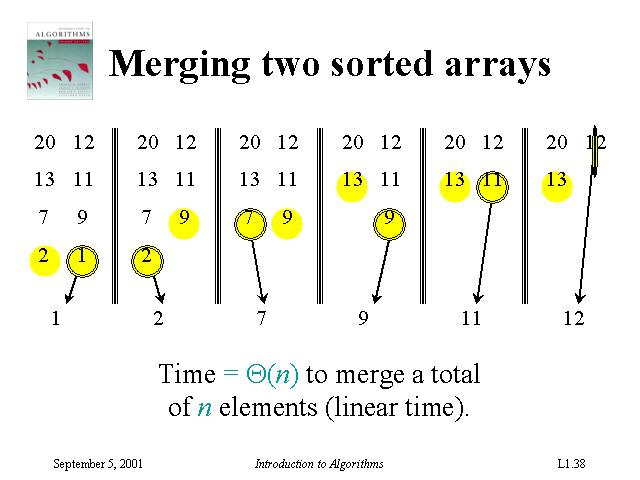 ALGORITHMS
Merging two sorted arrays
20 12 20 12 20 12 20 12 20 12 20 12
13 11 13 11 13 11 13 11 13 11 13
7 9 7 9 7 9 9
2 1 2
1 2 7 9 11 12
Time = Θ(n) to merge a total
of n elements (linear time).
September 5, 2001 Introduction to Algorithms L1.38